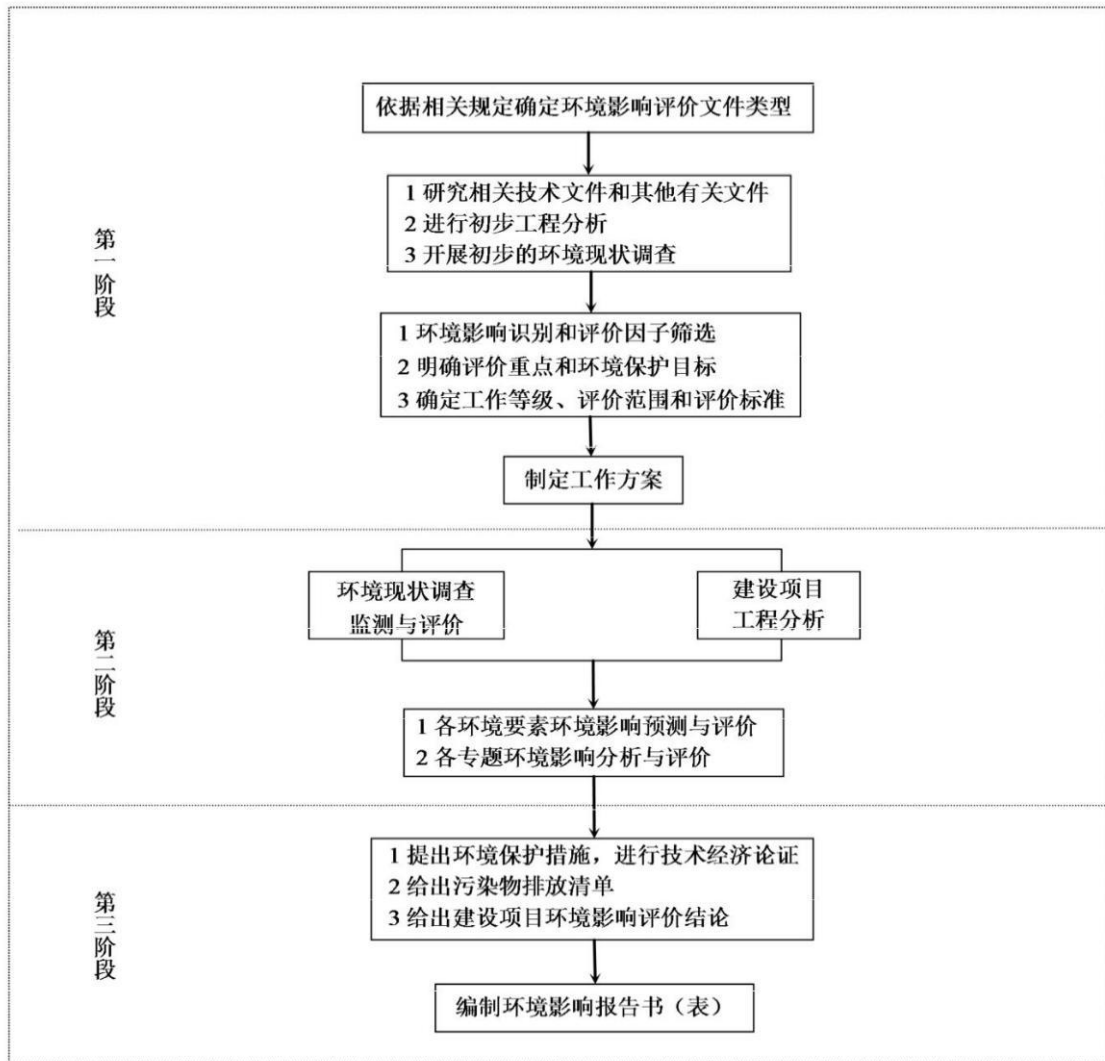 依据相关规定确定环境影响评价文件类型
1 研究相关技术文件和其他有关文件
2 进行初步工程分析
3 开展初步的环境现状调查
第一阶段
1 环境影响识别和评价因子筛选
2 明确评价重点和环境保护目标
3 确定工作等级、评价范围和评价标准
制定工作方案
环境现状调查
监测与评价
建设项目
工程分析
第二阶段
1 各环境要素环境影响预测与评价
2 各专题环境影响分析与评价
1 提出环境保护措施，进行技术经济论证
2 给出污染物排放清单
3 给出建设项目环境影响评价结论
第三阶段
编制环境影响报告书（表）